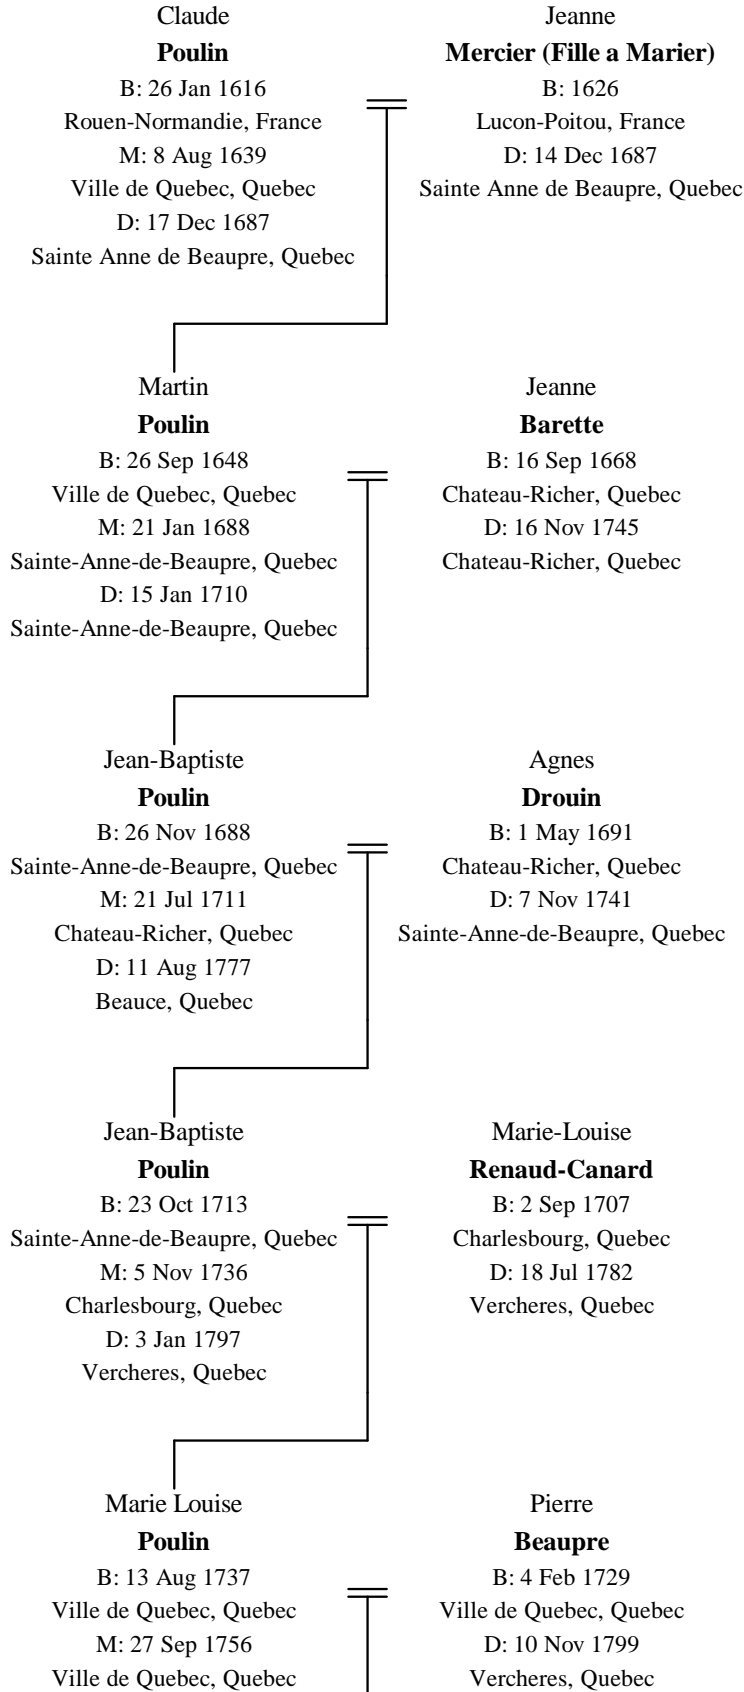 Claude
Poulin
B: 26 Jan 1616
Rouen-Normandie, France
M: 8 Aug 1639
Ville de Quebec, Quebec
D: 17 Dec 1687
Sainte Anne de Beaupre, Quebec
Jeanne
Mercier (Fille a Marier)
B: 1626
Lucon-Poitou, France
D: 14 Dec 1687
Sainte Anne de Beaupre, Quebec
Martin
Poulin
B: 26 Sep 1648
Ville de Quebec, Quebec
M: 21 Jan 1688
Sainte-Anne-de-Beaupre, Quebec
D: 15 Jan 1710
Sainte-Anne-de-Beaupre, Quebec
Jeanne
Barette
B: 16 Sep 1668
Chateau-Richer, Quebec
D: 16 Nov 1745
Chateau-Richer, Quebec
Jean-Baptiste
Poulin
B: 26 Nov 1688
Sainte-Anne-de-Beaupre, Quebec
M: 21 Jul 1711
Chateau-Richer, Quebec
D: 11 Aug 1777
Beauce, Quebec
Agnes
Drouin
B: 1 May 1691
Chateau-Richer, Quebec
D: 7 Nov 1741
Sainte-Anne-de-Beaupre, Quebec
Jean-Baptiste
Poulin
B: 23 Oct 1713
Sainte-Anne-de-Beaupre, Quebec
M: 5 Nov 1736
Charlesbourg, Quebec
D: 3 Jan 1797
Vercheres, Quebec
Marie-Louise
Renaud-Canard
B: 2 Sep 1707
Charlesbourg, Quebec
D: 18 Jul 1782
Vercheres, Quebec
Marie Louise
Poulin
B: 13 Aug 1737
Ville de Quebec, Quebec
M: 27 Sep 1756
Ville de Quebec, Quebec
Pierre
Beaupre
B: 4 Feb 1729
Ville de Quebec, Quebec
D: 10 Nov 1799
Vercheres, Quebec